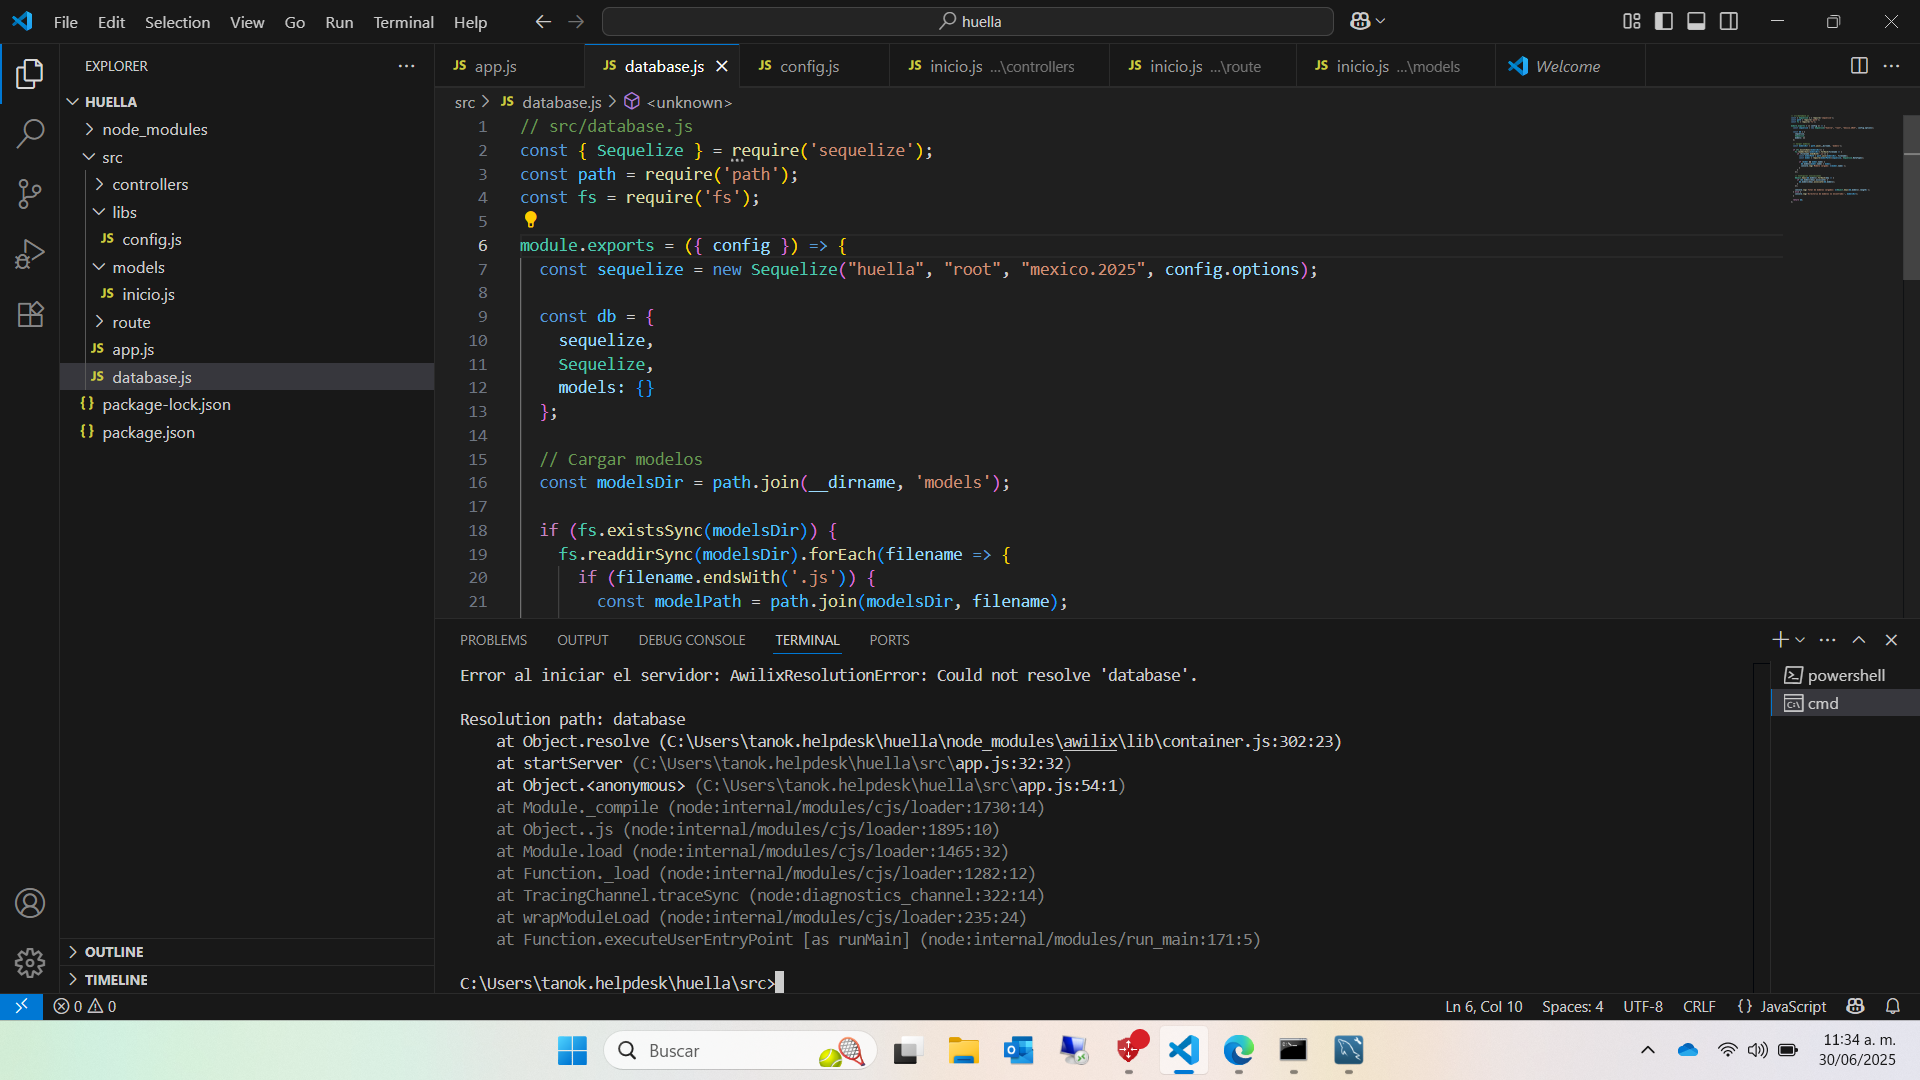 File Edit Selection View Go Run Terminal Help
huella
EXPLORER
HUELLA
node_modules
src
controllers
libs
JS config.js
models
JS inicio.js
route
JS app.js
JS database.js
{} package-lock.json
{} package.json
OUTLINE
TIMELINE
JS app.js JS database.js JS config.js JS inicio.js ...\controllers JS inicio.js ...\route JS inicio.js ...\models Welcome
src > JS database.js > <unknown>
1 // src/database.js
2 const { Sequelize } = require('sequelize');
3 const path = require('path');
4 const fs = require('fs');
5
6 module.exports = ({ config }) => {
7 const sequelize = new Sequelize("huella", "root", "mexico.2025", config.options);
8
9 const db = {
10 sequelize,
11 Sequelize,
12 models: {}
13 };
14
15 // Cargar modelos
16 const modelsDir = path.join(__dirname, 'models');
17
18 if (fs.existsSync(modelsDir)) {
19 fs.readdirSync(modelsDir).forEach(filename => {
20 if (filename.endsWith('.js')) {
21 const modelPath = path.join(modelsDir, filename);
PROBLEMS OUTPUT DEBUG CONSOLE TERMINAL PORTS
powershell
cmd
Error al iniciar el servidor: AwilixResolutionError: Could not resolve 'database'.
Resolution path: database
at Object.resolve (C:\Users\tanok.helpdesk\huella\node_modules\awilix\lib\container.js:302:23)
at startServer (C:\Users\tanok.helpdesk\huella\src\app.js:32:32)
at Object.<anonymous> (C:\Users\tanok.helpdesk\huella\src\app.js:54:1)
at Module._compile (node:internal/modules/cjs/loader:1730:14)
at Object..js (node:internal/modules/cjs/loader:1895:10)
at Module.load (node:internal/modules/cjs/loader:1465:32)
at Function._load (node:internal/modules/cjs/loader:1282:12)
at TracingChannel.traceSync (node:diagnostics_channel:322:14)
at wrapModuleLoad (node:internal/modules/cjs/loader:235:24)
at Function.executeUserEntryPoint [as runMain] (node:internal/modules/run_main:171:5)
C:\Users\tanok.helpdesk\huella\src>
0 0
Ln 6, Col 10 Spaces: 4 UTF-8 CRLF {} JavaScript
Buscar
11:34 a. m.
30/06/2025